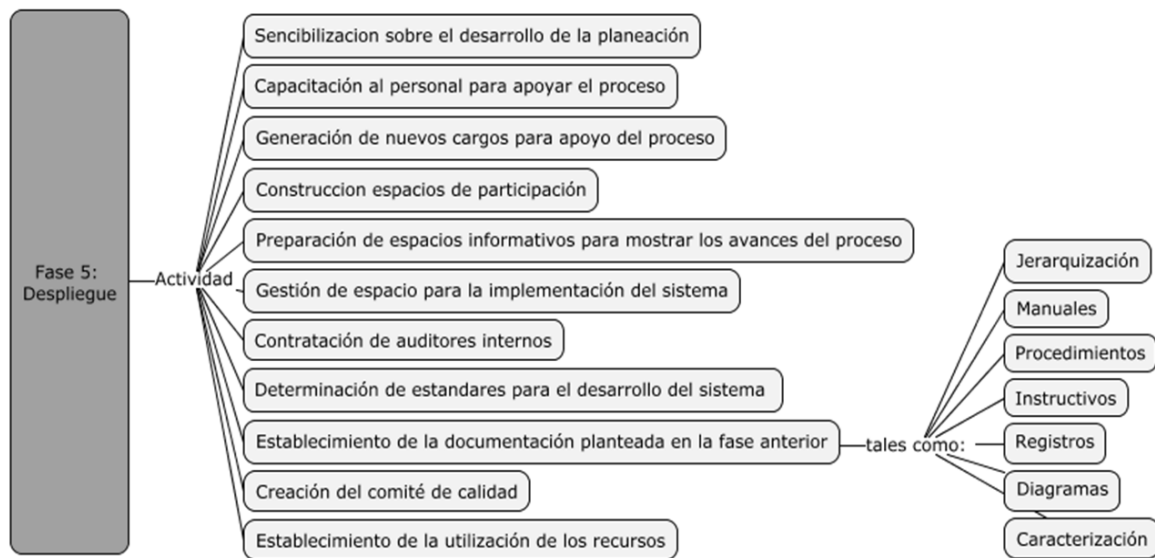 Fase 5:
Despliegue
Actividad
Sencibilizacion sobre el desarrollo de la planeación
Capacitación al personal para apoyar el proceso
Generación de nuevos cargos para apoyo del proceso
Construccion espacios de participación
Preparación de espacios informativos para mostrar los avances del proceso
Gestión de espacio para la implementación del sistema
Contratación de auditores internos
Determinación de estandares para el desarrollo del sistema
Establecimiento de la documentación planteada en la fase anterior
Creación del comité de calidad
Establecimiento de la utilización de los recursos
tales como:
Jerarquización
Manuales
Procedimientos
Instructivos
Registros
Diagramas
Caracterización